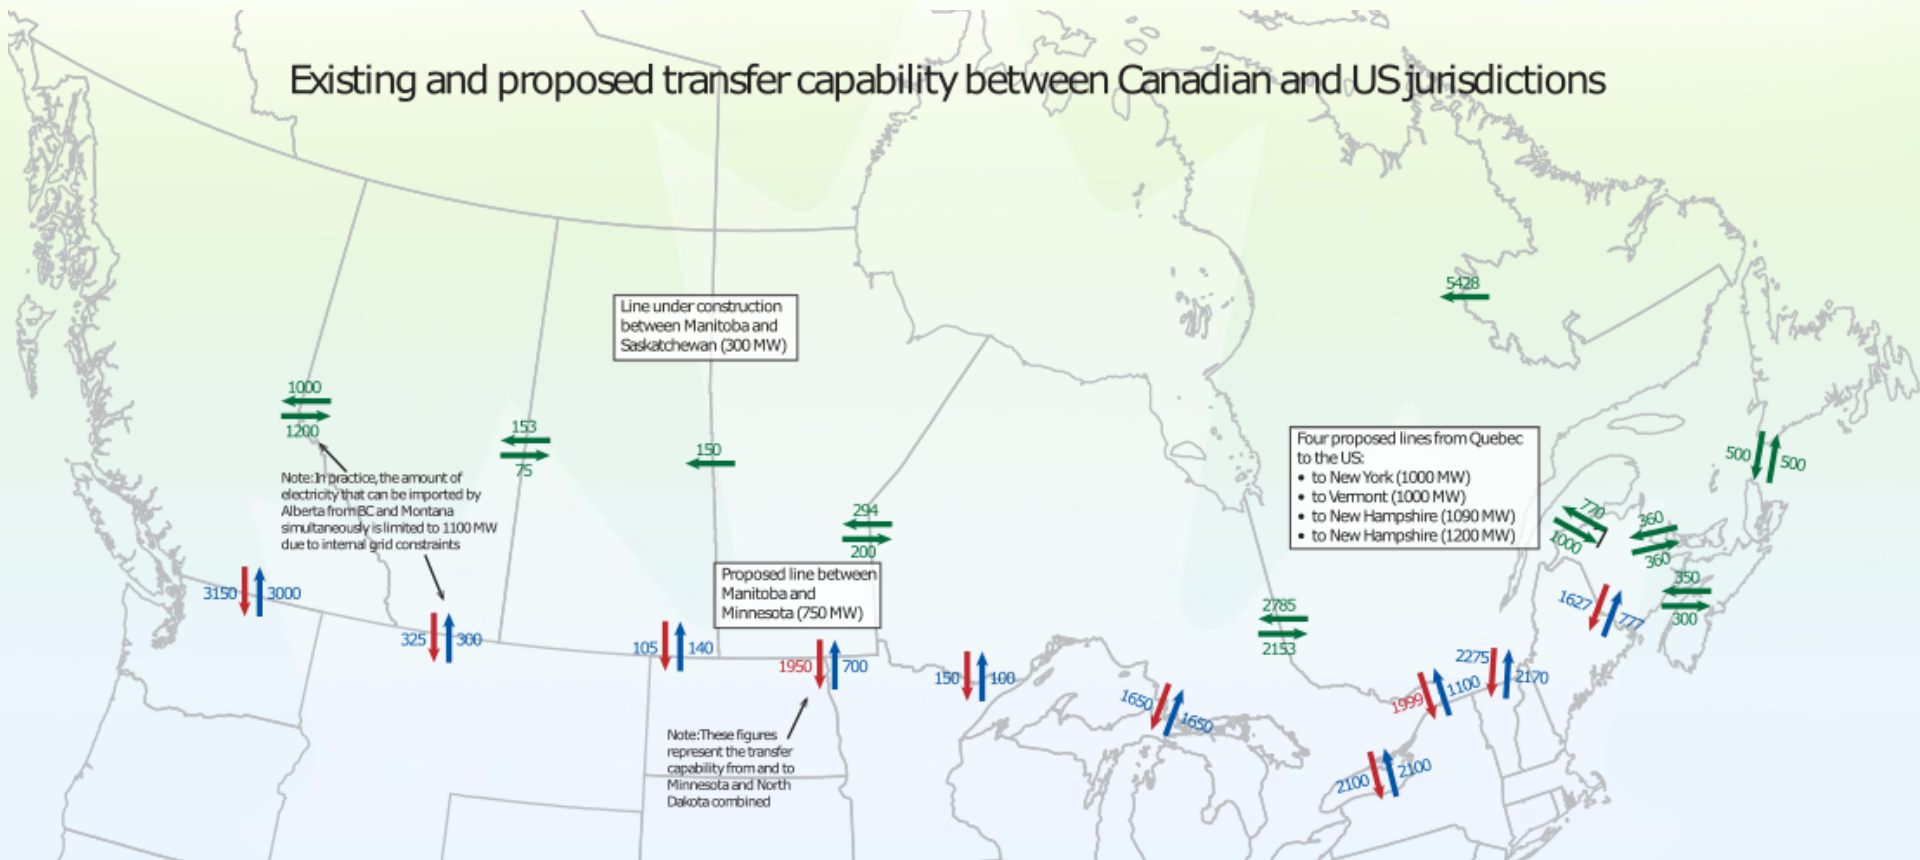 Existing and proposed transfer capability between Canadian and US jurisdictions
5428
Line under construction
between Manitoba and
Saskatchewan (300 MW)
1000
1200
153
75
150
Four proposed lines from Quebec
to the US:
• to New York (1000 MW)
• to Vermont (1000 MW)
• to New Hampshire (1090 MW)
• to New Hampshire (1200 MW)
500
500
Note: In practice, the amount of
electricity that can be imported by
Alberta from BC and Montana
simultaneously is limited to 1100 MW
due to internal grid constraints
294
200
770
1000
360
360
350
300
Proposed line between
Manitoba and
Minnesota (750 MW)
3150
3000
325
300
105
140
1950
700
150
100
2785
2153
1627
777
1650
1650
1999
1100
2275
2170
2100
2100
Note: These figures
represent the transfer
capability from and to
Minnesota and North
Dakota combined